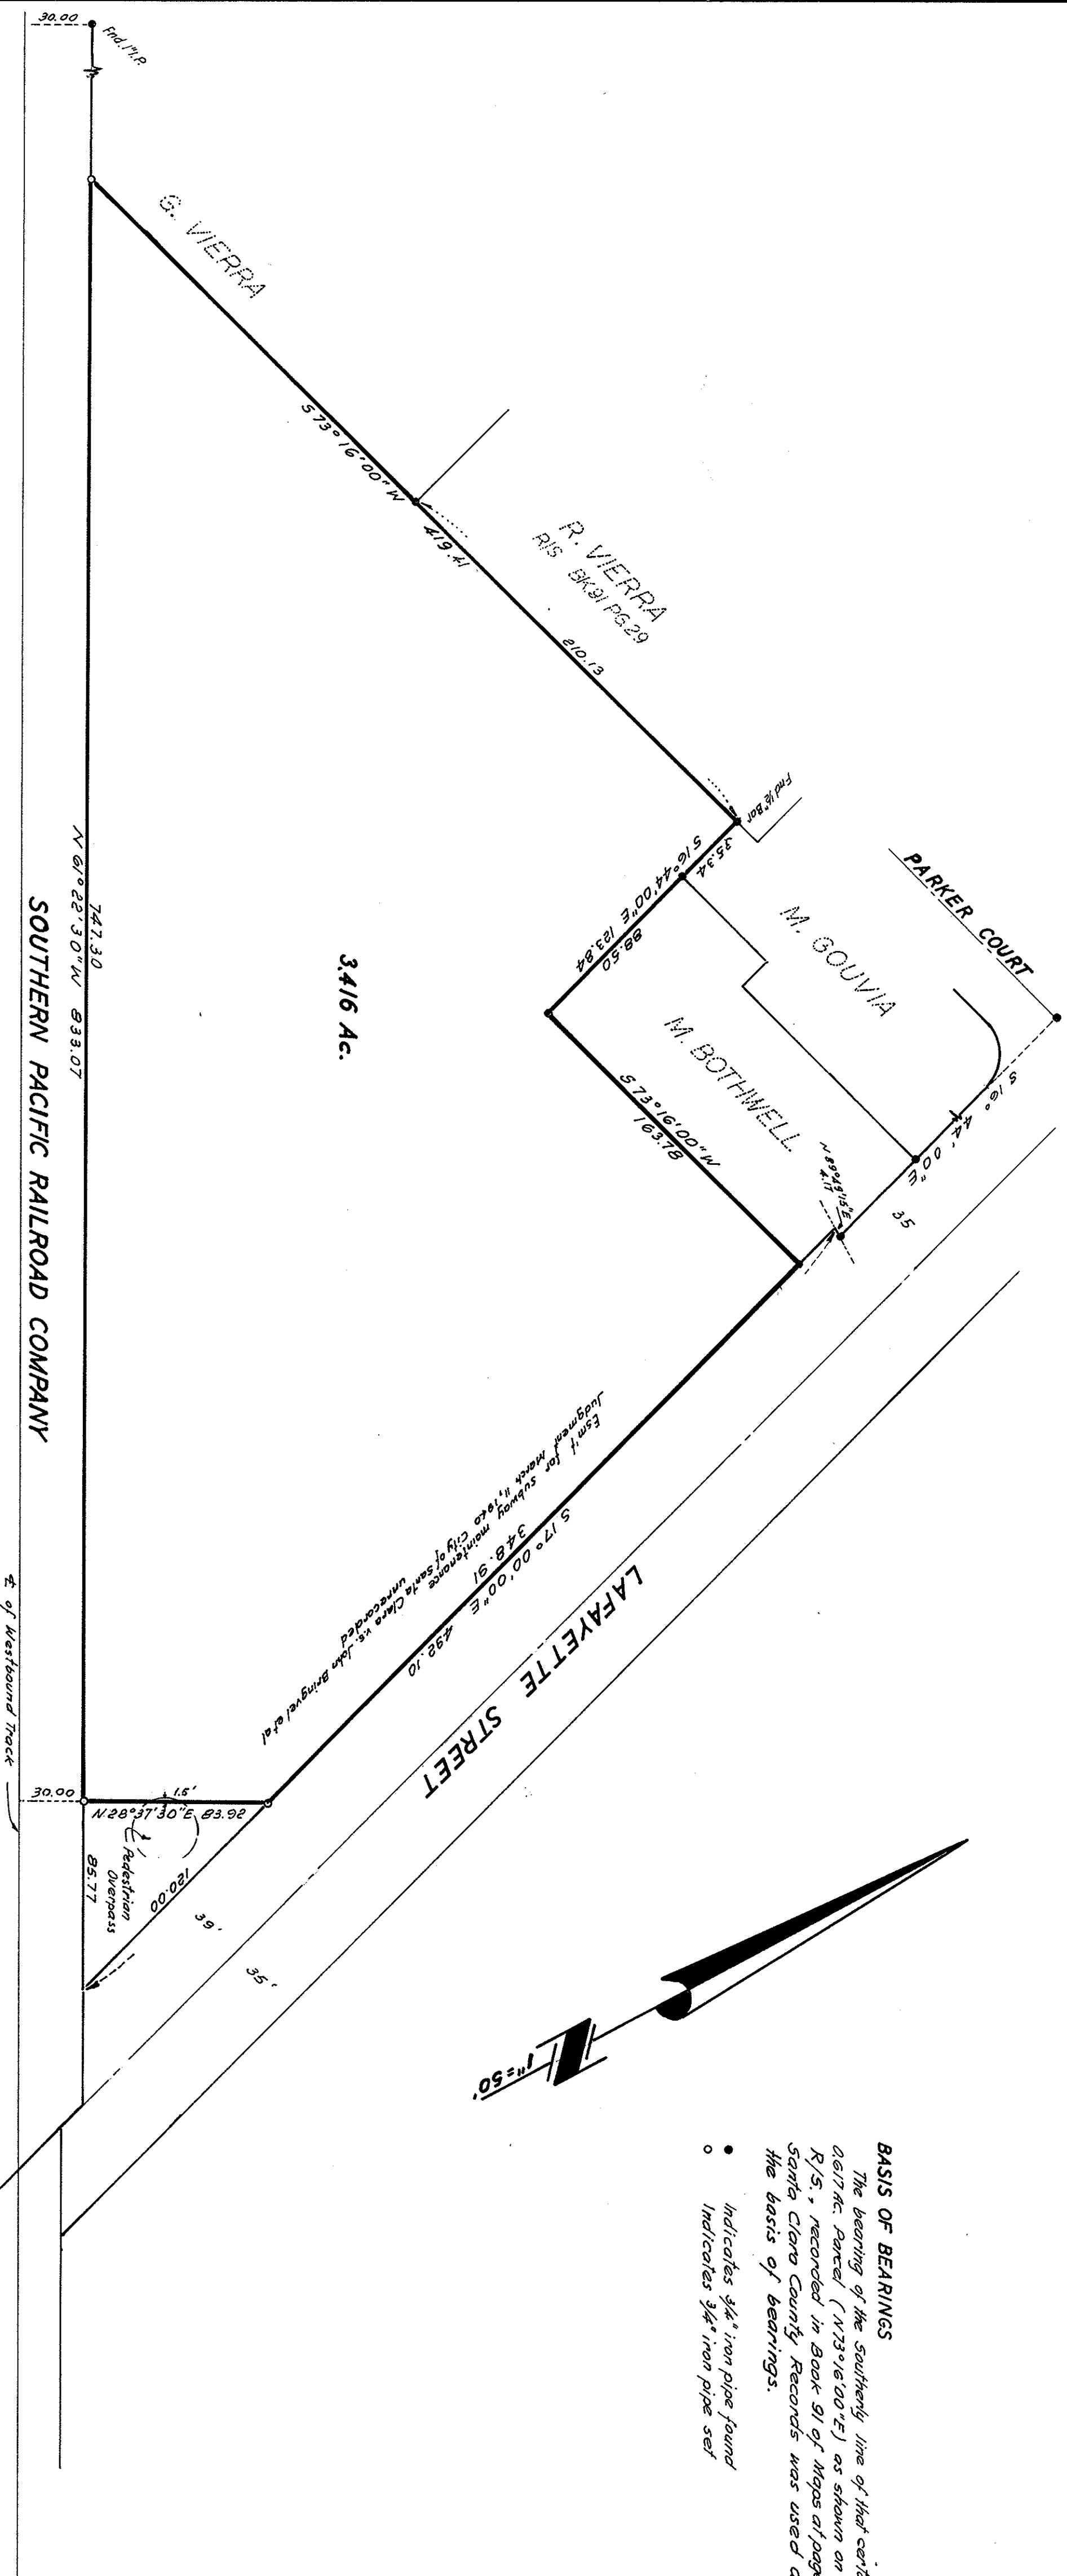 30.00
Fnd. 1" I.P.
G. VIERRA
S 73° 16' 00" W
419.41
R. VIERRA
R/S BK.91 PG.29
210.13
Fnd ½" Bar
35.34
S 16° 44' 00" E 123.84
88.50
PARKER COURT
M. GOUVIA
M. BOTHWELL
S 73° 16' 00" W
163.78
N 89°49'15" E
4.17
S 16° 44' 00" E
35
3.416 Ac.
747.30
N 61° 22' 30" W 833.07
SOUTHERN PACIFIC RAILROAD COMPANY
℄ of Westbound Track
Esm't for subway maintenance
Judgment March 11, 1940 City of Santa Clara v.s. John Bringvel et al
unrecorded
S 17° 00' 00" E 492.10
348.91
LAFAYETTE STREET
30.00
1.5'
N 28° 37' 30" E 83.92
℄ Pedestrian
Overpass
85.77
120.00
39'
35'
1"=50'
BASIS OF BEARINGS
The bearing of the Southerly line of that cert
0.617 Ac. Parcel (N73°16'00"E) as shown on
R/S., recorded in Book 91 of Maps at pag
Santa Clara County Records was used a
the basis of bearings.
● Indicates 3/4" iron pipe found
○ Indicates 3/4" iron pipe set